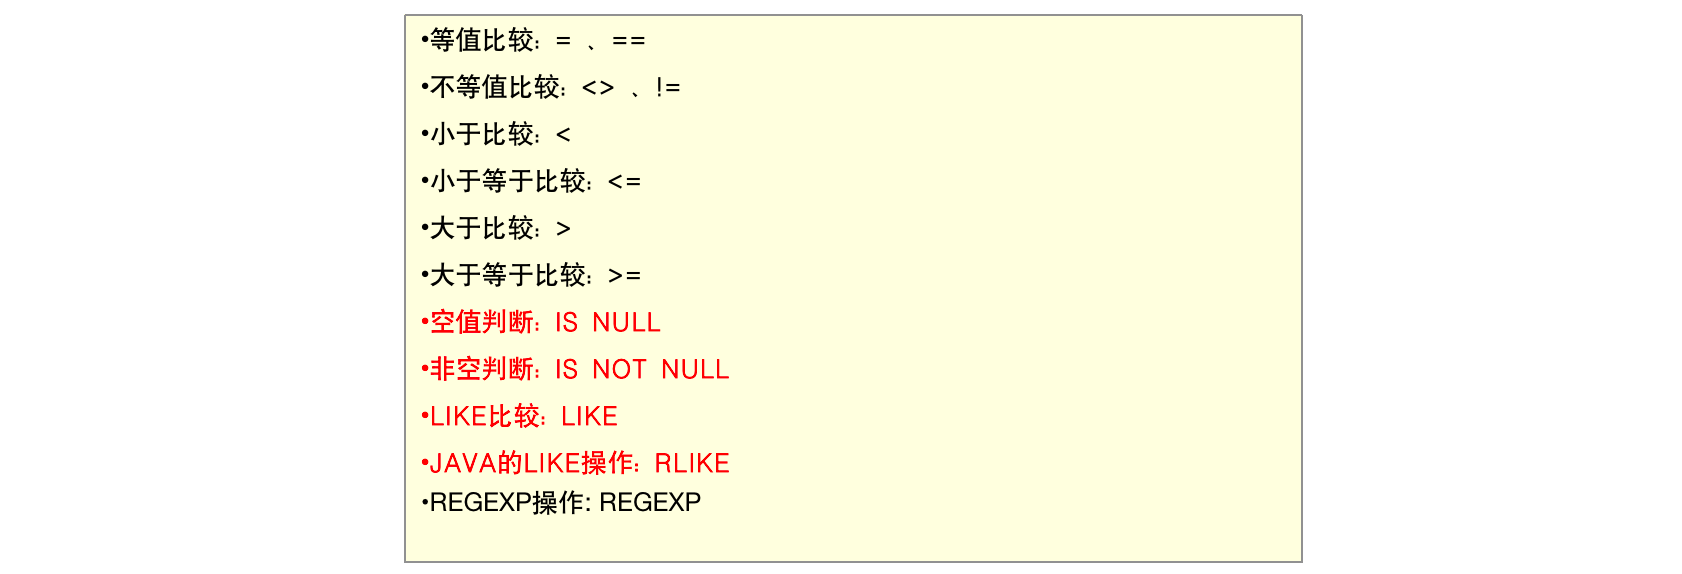 •等值比较: = 、==
•不等值比较: <> 、!=
•小于比较: <
•小于等于比较: <=
•大于比较: >
•大于等于比较: >=
•空值判断: IS NULL
•非空判断: IS NOT NULL
•LIKE比较: LIKE
•JAVA的LIKE操作: RLIKE
•REGEXP操作: REGEXP